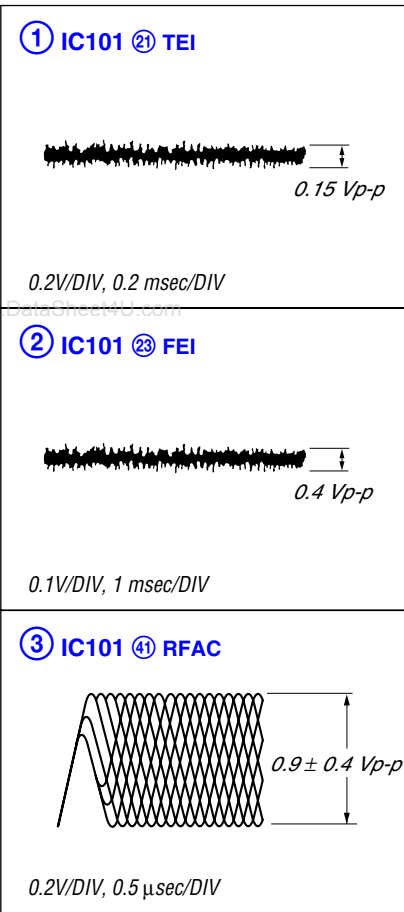 ① IC101 ㉑ TEI
0.15 Vp-p
0.2V/DIV, 0.2 msec/DIV
.DataSheet4U.com
② IC101 ㉓ FEI
0.4 Vp-p
0.1V/DIV, 1 msec/DIV
③ IC101 ㊶ RFAC
0.9 ± 0.4 Vp-p
0.2V/DIV, 0.5 µsec/DIV